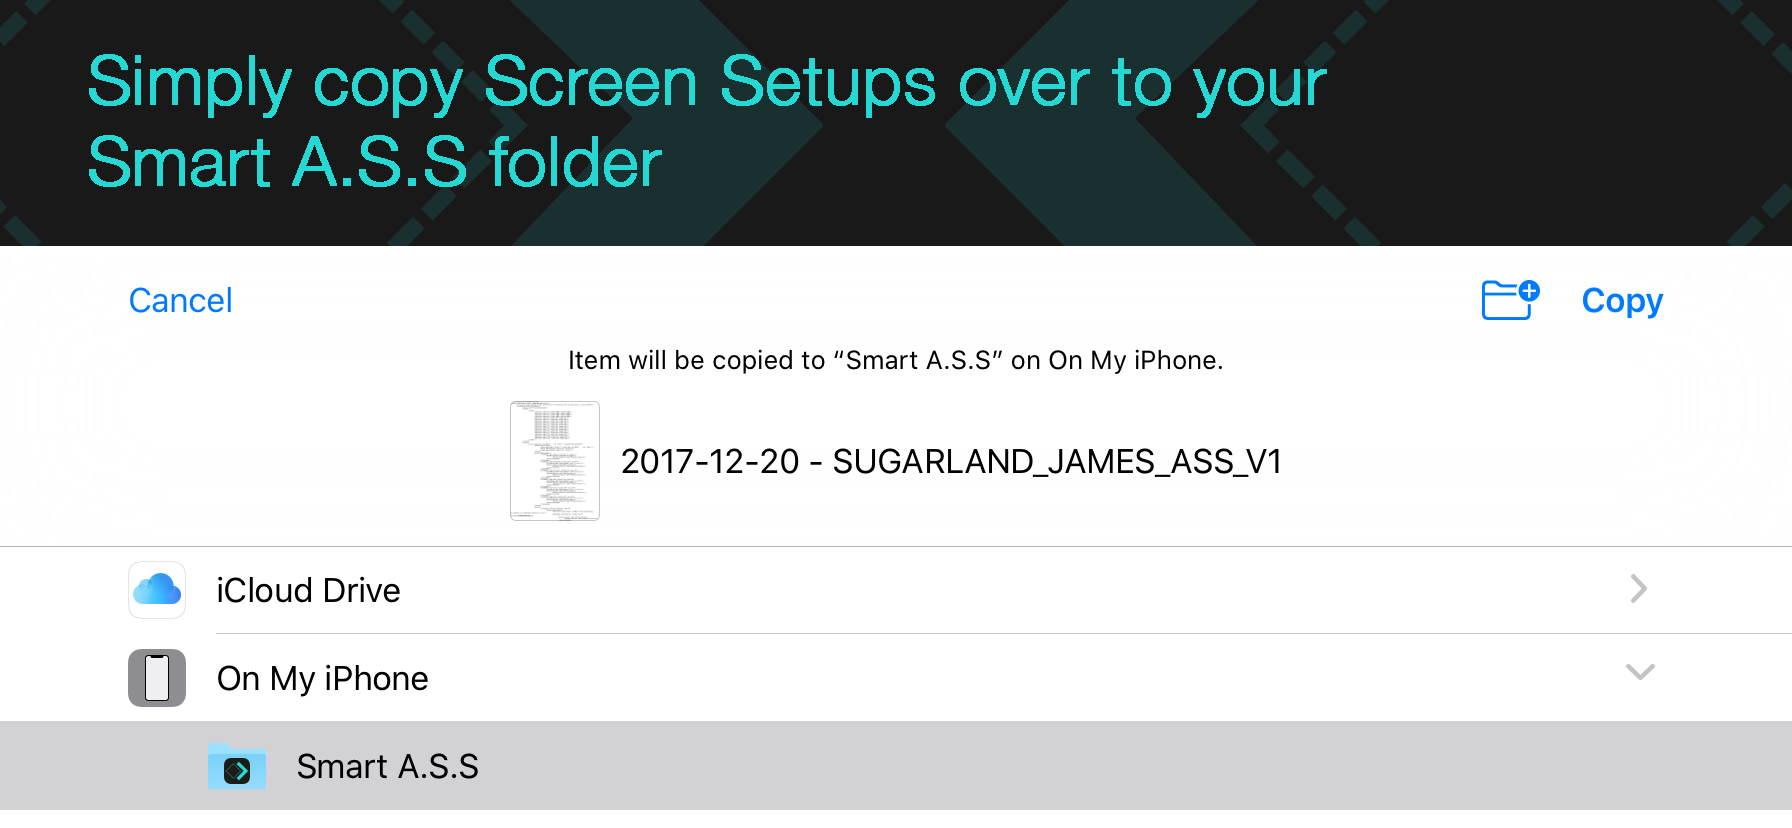 Simply copy Screen Setups over to your
Smart A.S.S folder
Cancel
Copy
Item will be copied to “Smart A.S.S” on On My iPhone.
2017-12-20 - SUGARLAND_JAMES_ASS_V1
iCloud Drive
On My iPhone
Smart A.S.S